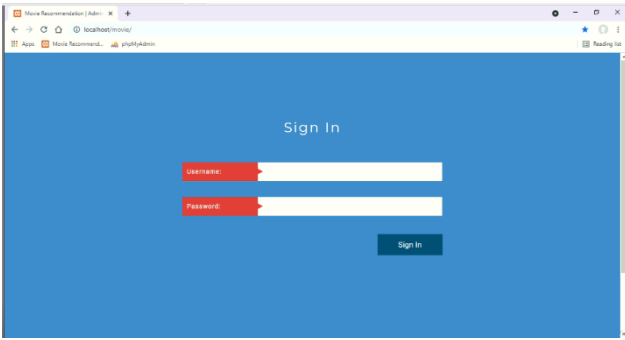 Movie Recommendation | Admi
localhost/movie/
Apps Movie Recommend... phpMyAdmin Reading list
Sign In
Username:
Password:
Sign In